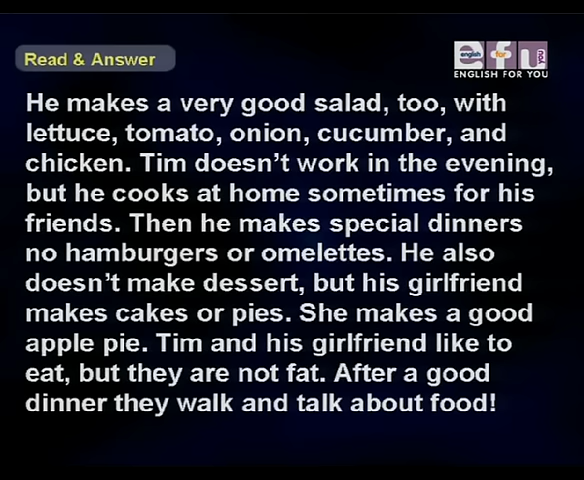 Read & Answer
efu
english
for
you
ENGLISH FOR YOU
He makes a very good salad, too, with
lettuce, tomato, onion, cucumber, and
chicken. Tim doesn't work in the evening,
but he cooks at home sometimes for his
friends. Then he makes special dinners
no hamburgers or omelettes. He also
doesn't make dessert, but his girlfriend
makes cakes or pies. She makes a good
apple pie. Tim and his girlfriend like to
eat, but they are not fat. After a good
dinner they walk and talk about food!